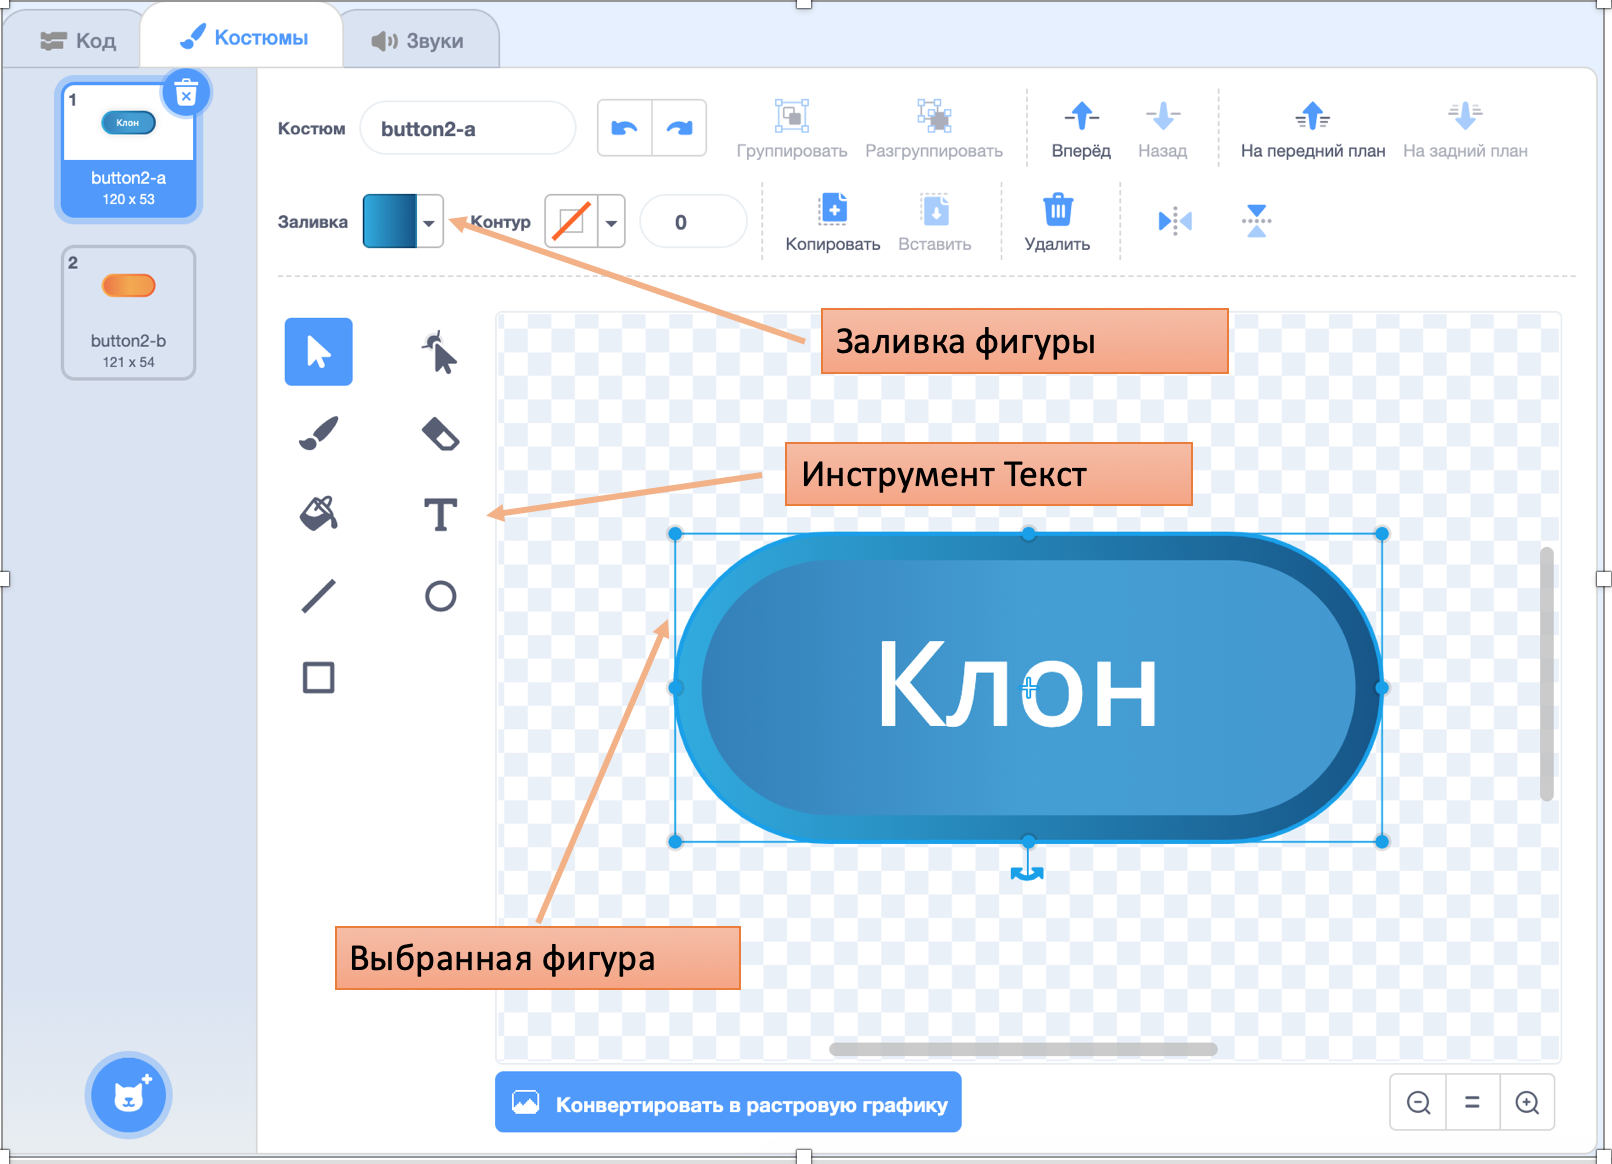 Код
Костюмы
Звуки
1
Клон
button2-a
120 x 53
2
button2-b
121 x 54
Костюм
button2-a
Группировать
Разгруппировать
Вперёд
Назад
На передний план
На задний план
Заливка
Контур
0
Копировать
Вставить
Удалить
Заливка фигуры
T
Инструмент Текст
Клон
Выбранная фигура
Конвертировать в растровую графику